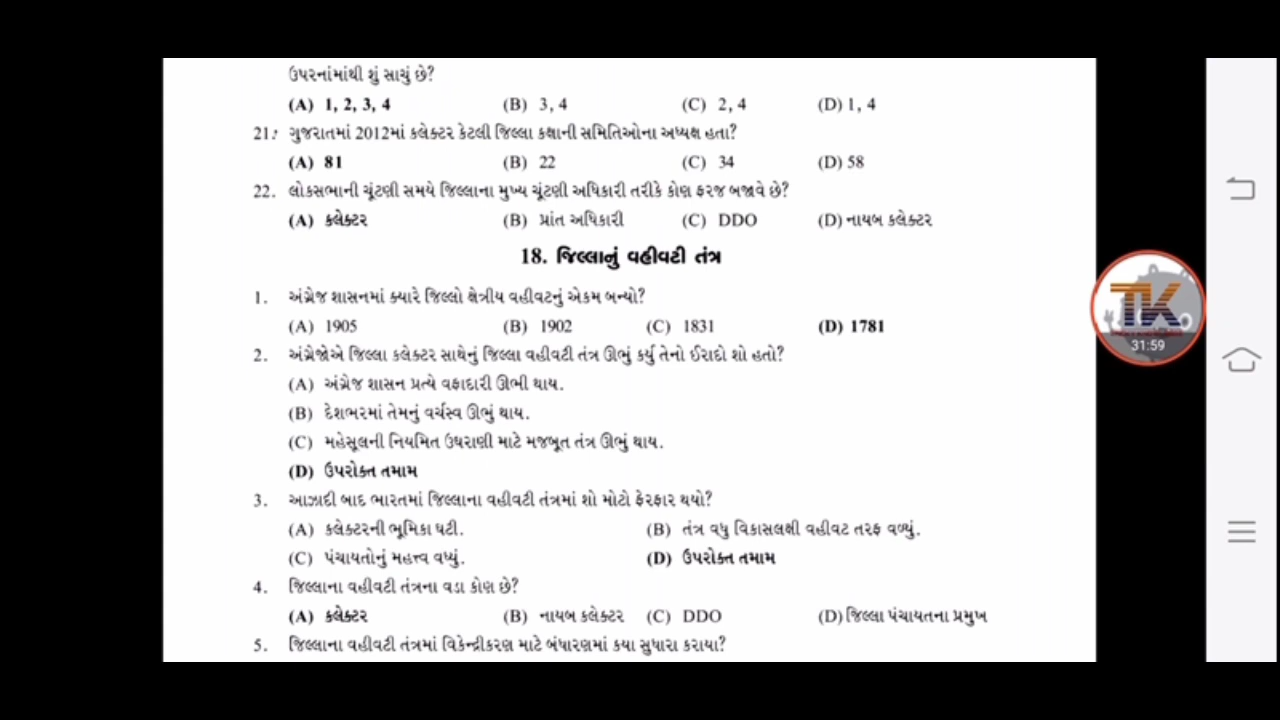 ઉપરનાંમાંથી શું સાચું છે?
(A) 1, 2, 3, 4 (B) 3, 4 (C) 2, 4 (D) 1, 4
21. ગુજરાતમાં 2012માં કલેક્ટર કેટલી જિલ્લા કક્ષાની સમિતિઓના અધ્યક્ષ હતા?
(A) 81 (B) 22 (C) 34 (D) 58
22. લોકસભાની ચૂંટણી સમયે જિલ્લાના મુખ્ય ચૂંટણી અધિકારી તરીકે કોણ ફરજ બજાવે છે?
(A) કલેક્ટર (B) પ્રાંત અધિકારી (C) DDO (D) નાયબ કલેક્ટર
18. જિલ્લાનું વહીવટી તંત્ર
1. અંગ્રેજ શાસનમાં ક્યારે જિલ્લો ક્ષેત્રીય વહીવટનું એકમ બન્યો?
(A) 1905 (B) 1902 (C) 1831 (D) 1781
2. અંગ્રેજોએ જિલ્લા કલેક્ટર સાથેનું જિલ્લા વહીવટી તંત્ર ઊભું કર્યુ તેનો ઈરાદો શો હતો?
(A) અંગ્રેજ શાસન પ્રત્યે વફાદારી ઊભી થાય.
(B) દેશભરમાં તેમનું વર્ચસ્વ ઊભું થાય.
(C) મહેસૂલની નિયમિત ઉઘરાણી માટે મજબૂત તંત્ર ઊભું થાય.
(D) ઉપરોક્ત તમામ
3. આઝાદી બાદ ભારતમાં જિલ્લાના વહીવટી તંત્રમાં શો મોટો ફેરફાર થયો?
(A) કલેક્ટરની ભૂમિકા ઘટી. (B) તંત્ર વધુ વિકાસલક્ષી વહીવટ તરફ વળ્યું.
(C) પંચાયતોનું મહત્ત્વ વધ્યું. (D) ઉપરોક્ત તમામ
4. જિલ્લાના વહીવટી તંત્રના વડા કોણ છે?
(A) કલેક્ટર (B) નાયબ કલેક્ટર (C) DDO (D) જિલ્લા પંચાયતના પ્રમુખ
5. જિલ્લાના વહીવટી તંત્રમાં વિકેન્દ્રીકરણ માટે બંધારણમાં કયા સુધારા કરાયા?
TK
31:59